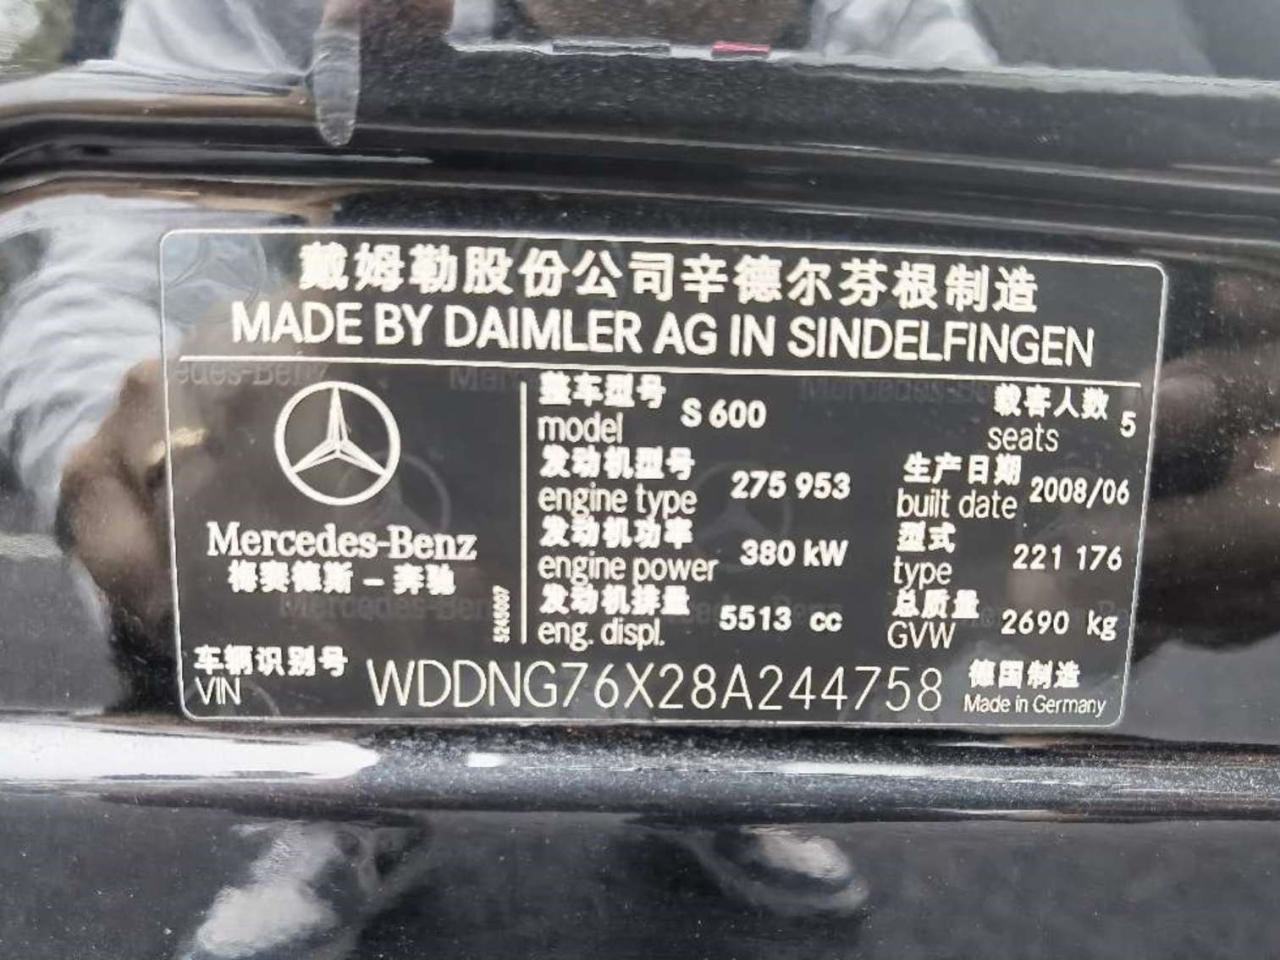 戴姆勒股份公司辛德尔芬根制造
MADE BY DAIMLER AG IN SINDELFINGEN
Mercedes-Benz
梅赛德斯－奔驰
5245007
整车型号 S 600 载客人数 5
model seats
发动机型号 275 953 生产日期 2008/06
engine type built date
发动机功率 380 kW 型式 221 176
engine power type
发动机排量 5513 cc 总质量 2690 kg
eng. displ. GVW
车辆识别号 WDDNG76X28A244758 德国制造
VIN Made in Germany